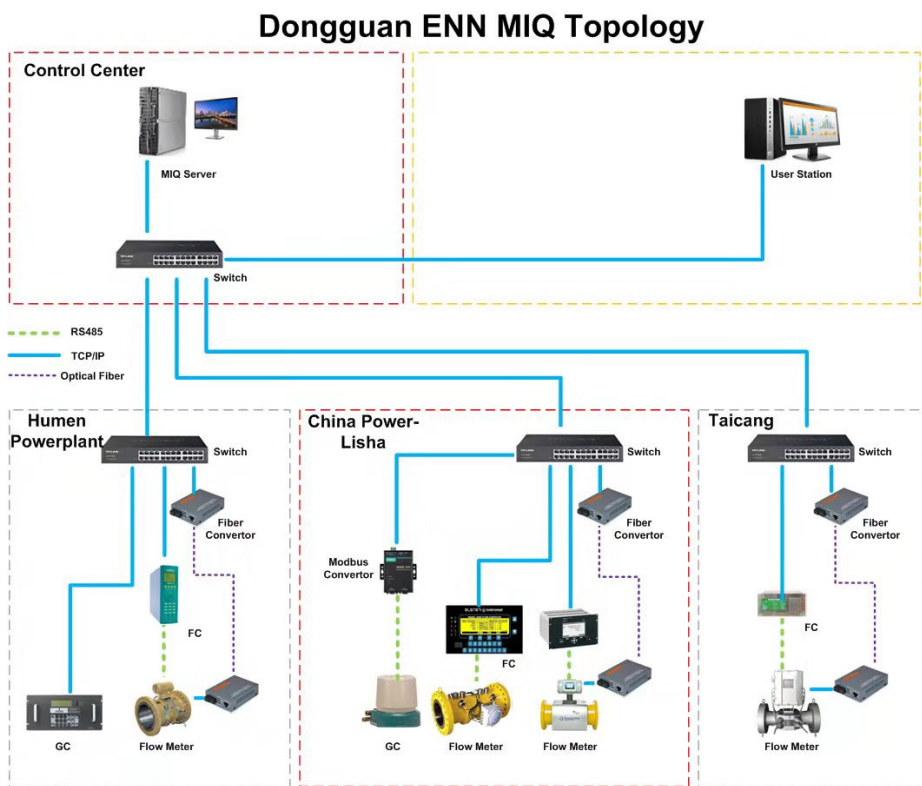 Dongguan ENN MIQ Topology
Control Center
MIQ Server
User Station
Switch
RS485
TCP/IP
Optical Fiber
Humen
Powerplant
Switch
Fiber
Convertor
FC
GC
Flow Meter
China Power-
Lisha
Switch
Modbus
Convertor
Fiber
Convertor
FC
GC
Flow Meter
Flow Meter
Taicang
Switch
Fiber
Convertor
FC
Flow Meter